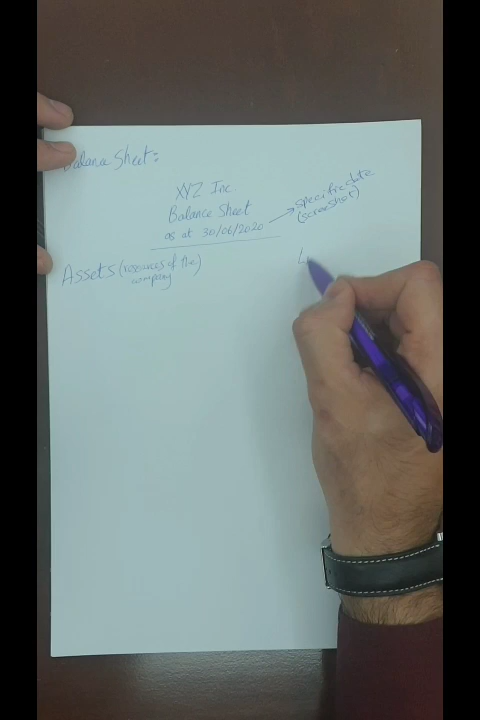 Balance Sheet:
XYZ Inc
Balance Sheet
as at 30/06/2020
specific date
(screenshot)
Assets (resources of the
company)
L